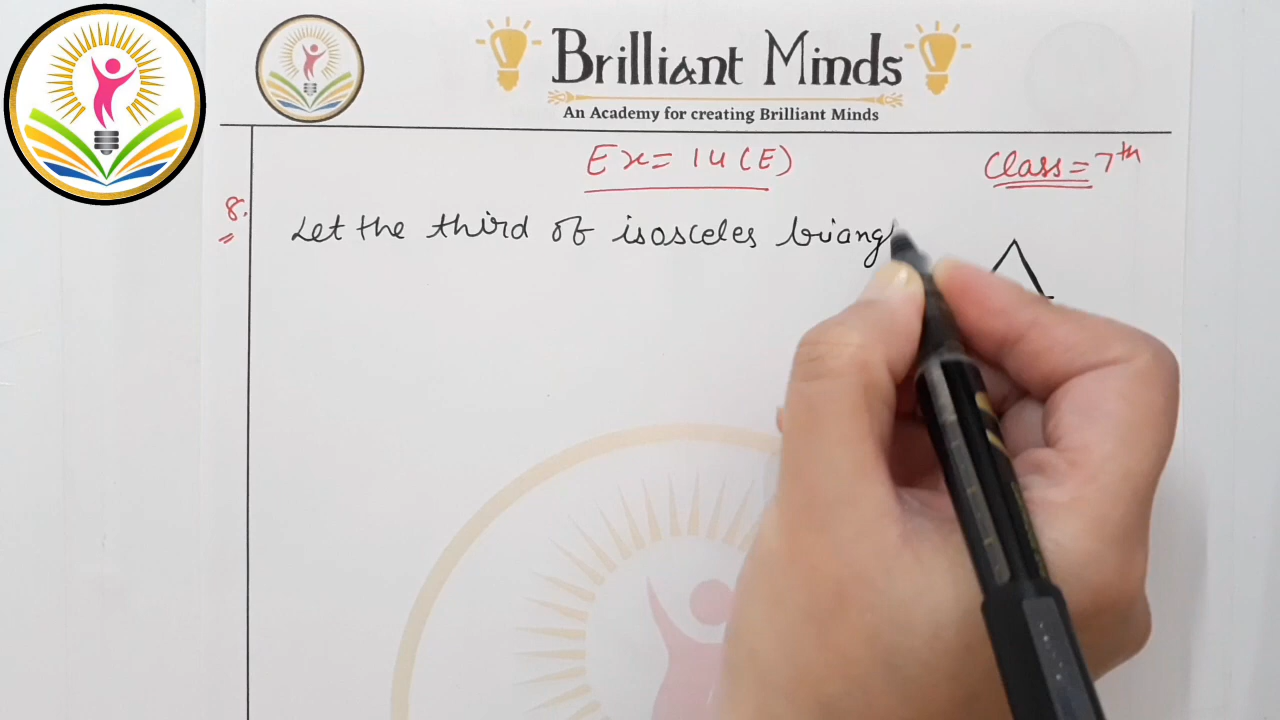 Brilliant Minds
An Academy for creating Brilliant Minds
Ex = 14(E)
Class = 7th
8.
Let the third of isosceles triang